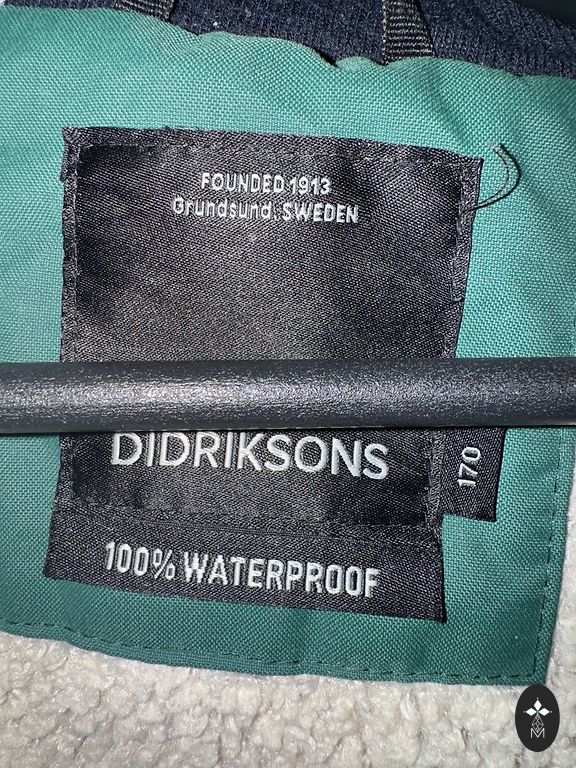 FOUNDED 1913
Grundsund. SWEDEN
DIDRIKSONS
170
100% WATERPROOF